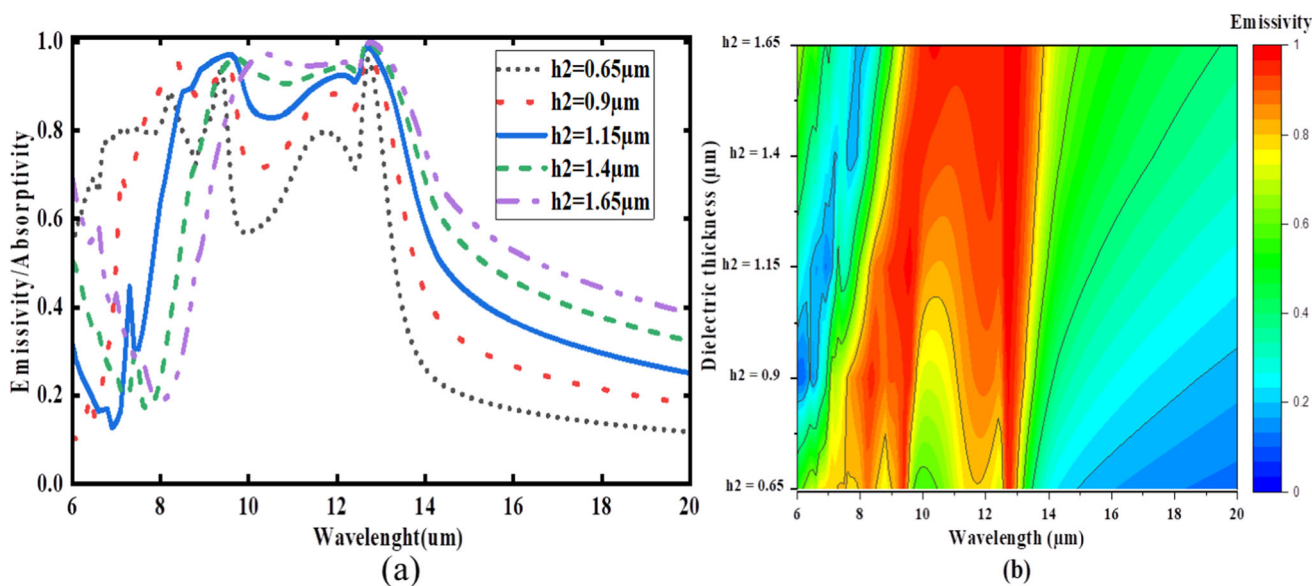 1.0
0.8
0.6
0.4
0.2
0.0
Emissivity/Absorptivity
h2=0.65μm
h2=0.9μm
h2=1.15μm
h2=1.4μm
h2=1.65μm
6 8 10 12 14 16 18 20
Wavelenght(um)
(a)
Emissivity
h2 = 1.65
h2 = 1.4
h2 = 1.15
h2 = 0.9
h2 = 0.65
Dielectric thickness (μm)
6 8 10 12 14 16 18 20
Wavelength (μm)
(b)
1
0.8
0.6
0.4
0.2
0